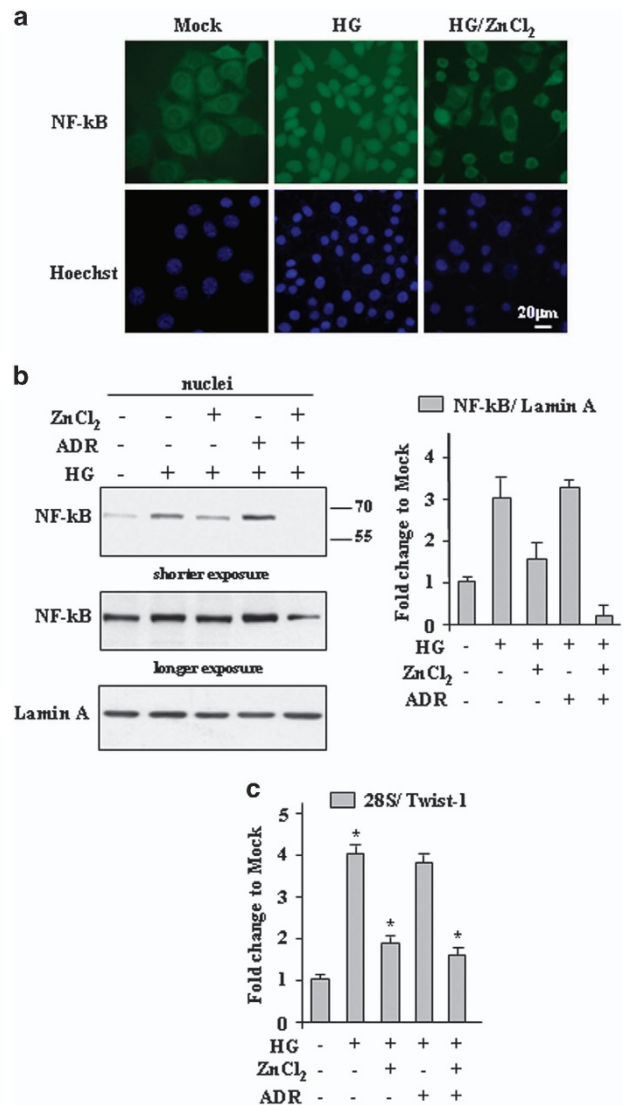 a
Mock HG HG/ZnCl₂
NF-kB
Hoechst
20µm
b
nuclei
ZnCl₂ - - + - +
ADR - - - + +
HG - + + + +
NF-kB
70
55
shorter exposure
NF-kB
longer exposure
Lamin A
NF-kB/ Lamin A
Fold change to Mock
4
3
2
1
0
HG - + + + +
ZnCl₂ - - + - +
ADR - - - + +
c
28S/ Twist-1
Fold change to Mock
5
4
3
2
1
0
* * *
HG - + + + +
ZnCl₂ - - + - +
ADR - - - + +